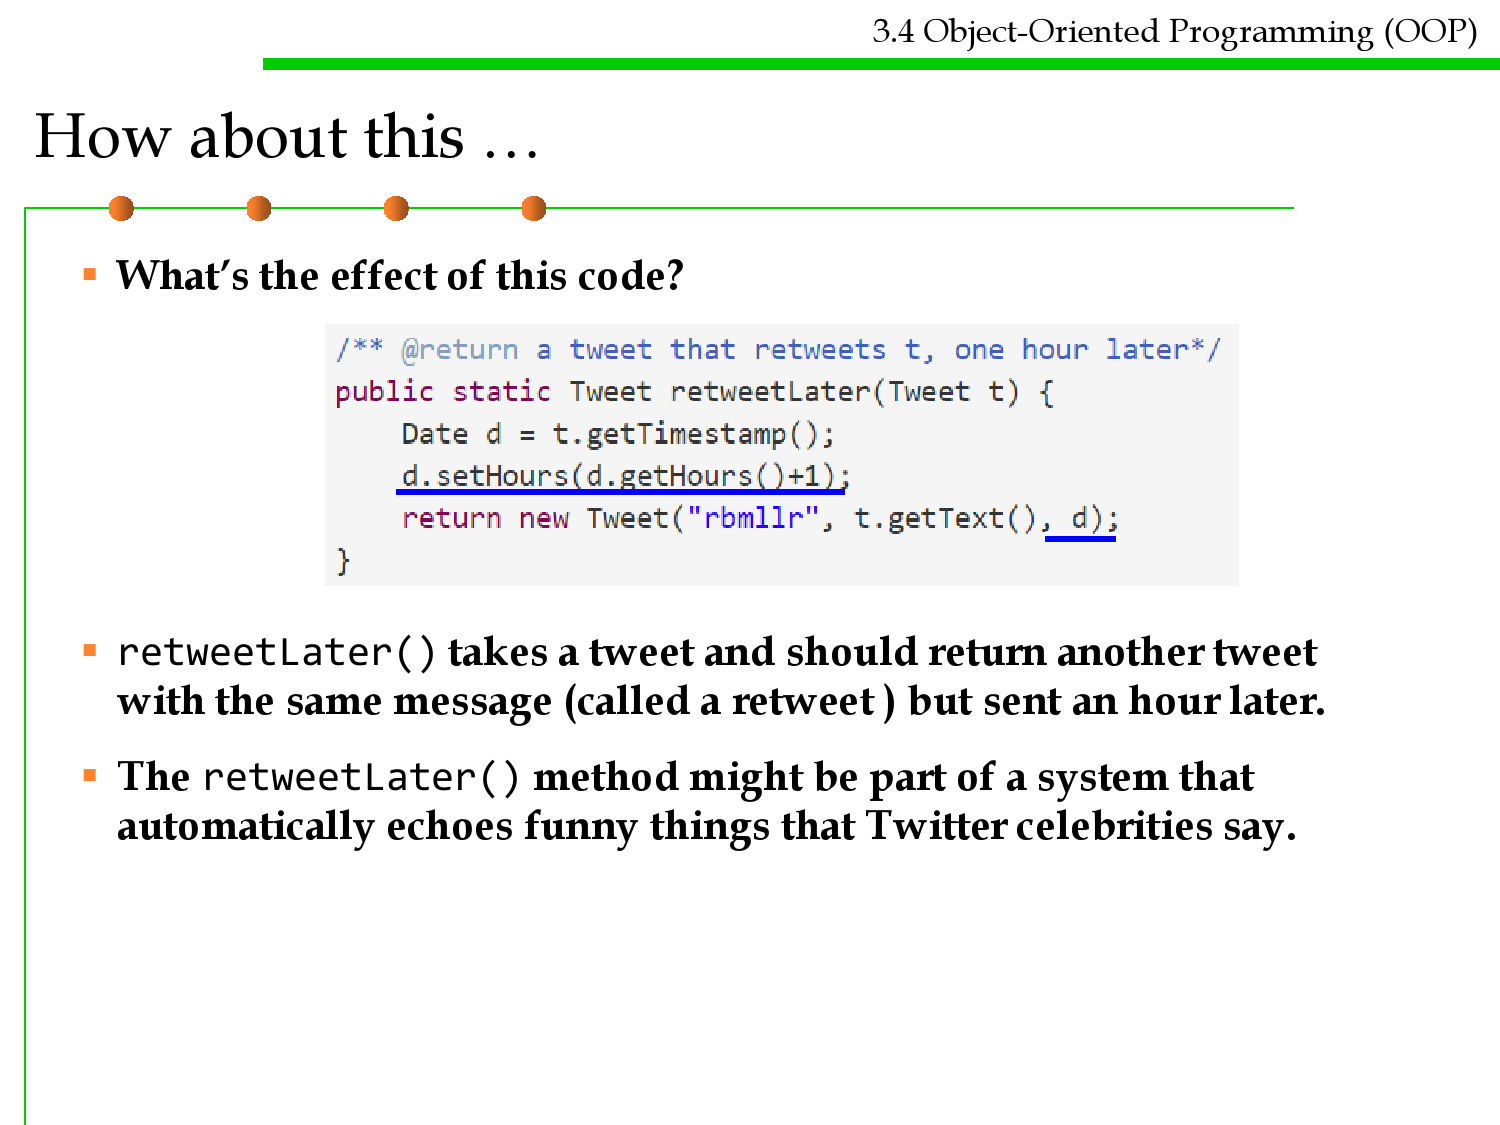 3.4 Object-Oriented Programming (OOP)
How about this …
▪ What’s the effect of this code?
/** @return a tweet that retweets t, one hour later*/
public static Tweet retweetLater(Tweet t) {
    Date d = t.getTimestamp();
    d.setHours(d.getHours()+1);
    return new Tweet("rbmllr", t.getText(), d);
}
▪ retweetLater() takes a tweet and should return another tweet
with the same message (called a retweet ) but sent an hour later.
▪ The retweetLater() method might be part of a system that
automatically echoes funny things that Twitter celebrities say.